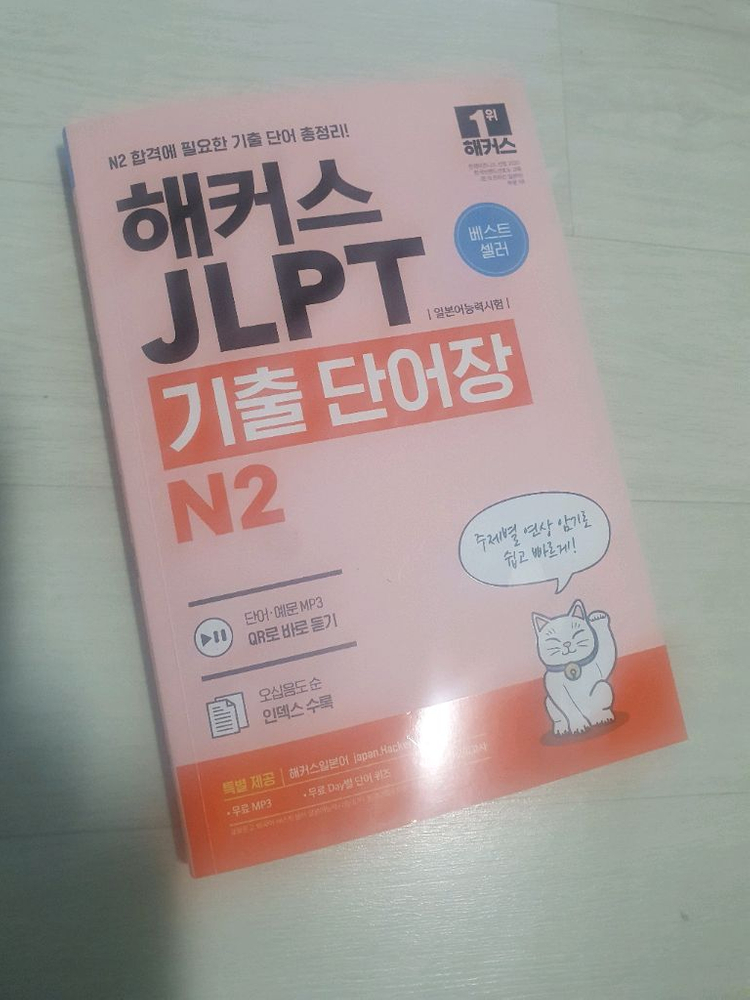 N2 합격에 필요한 기출 단어 총정리!
1위
해커스
해커스
JLPT
| 일본어능력시험 |
베스트
셀러
기출 단어장
N2
주제별 연상 암기로
쉽고 빠르게!
단어·예문 MP3
QR로 바로 듣기
오십음도 순
인덱스 수록
특별 제공 | 해커스일본어 japan.Hacke
· 무료 MP3 · 무료 Day별 단어 퀴즈